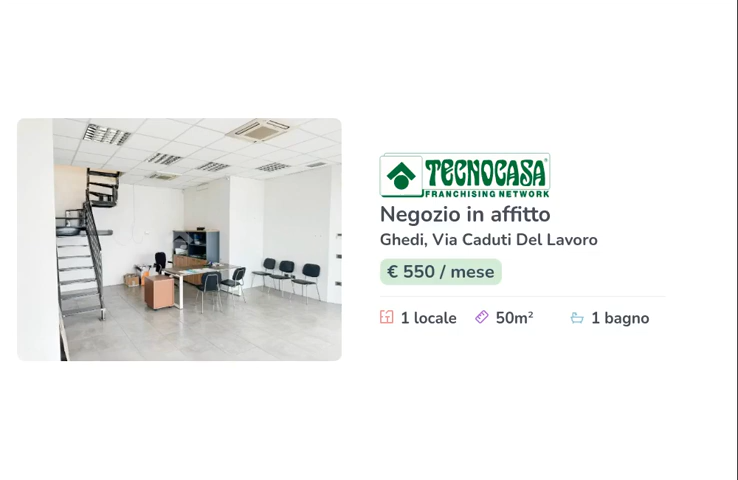 TECNOCASA
FRANCHISING NETWORK
Negozio in affitto
Ghedi, Via Caduti Del Lavoro
€ 550 / mese
1 locale 50m² 1 bagno